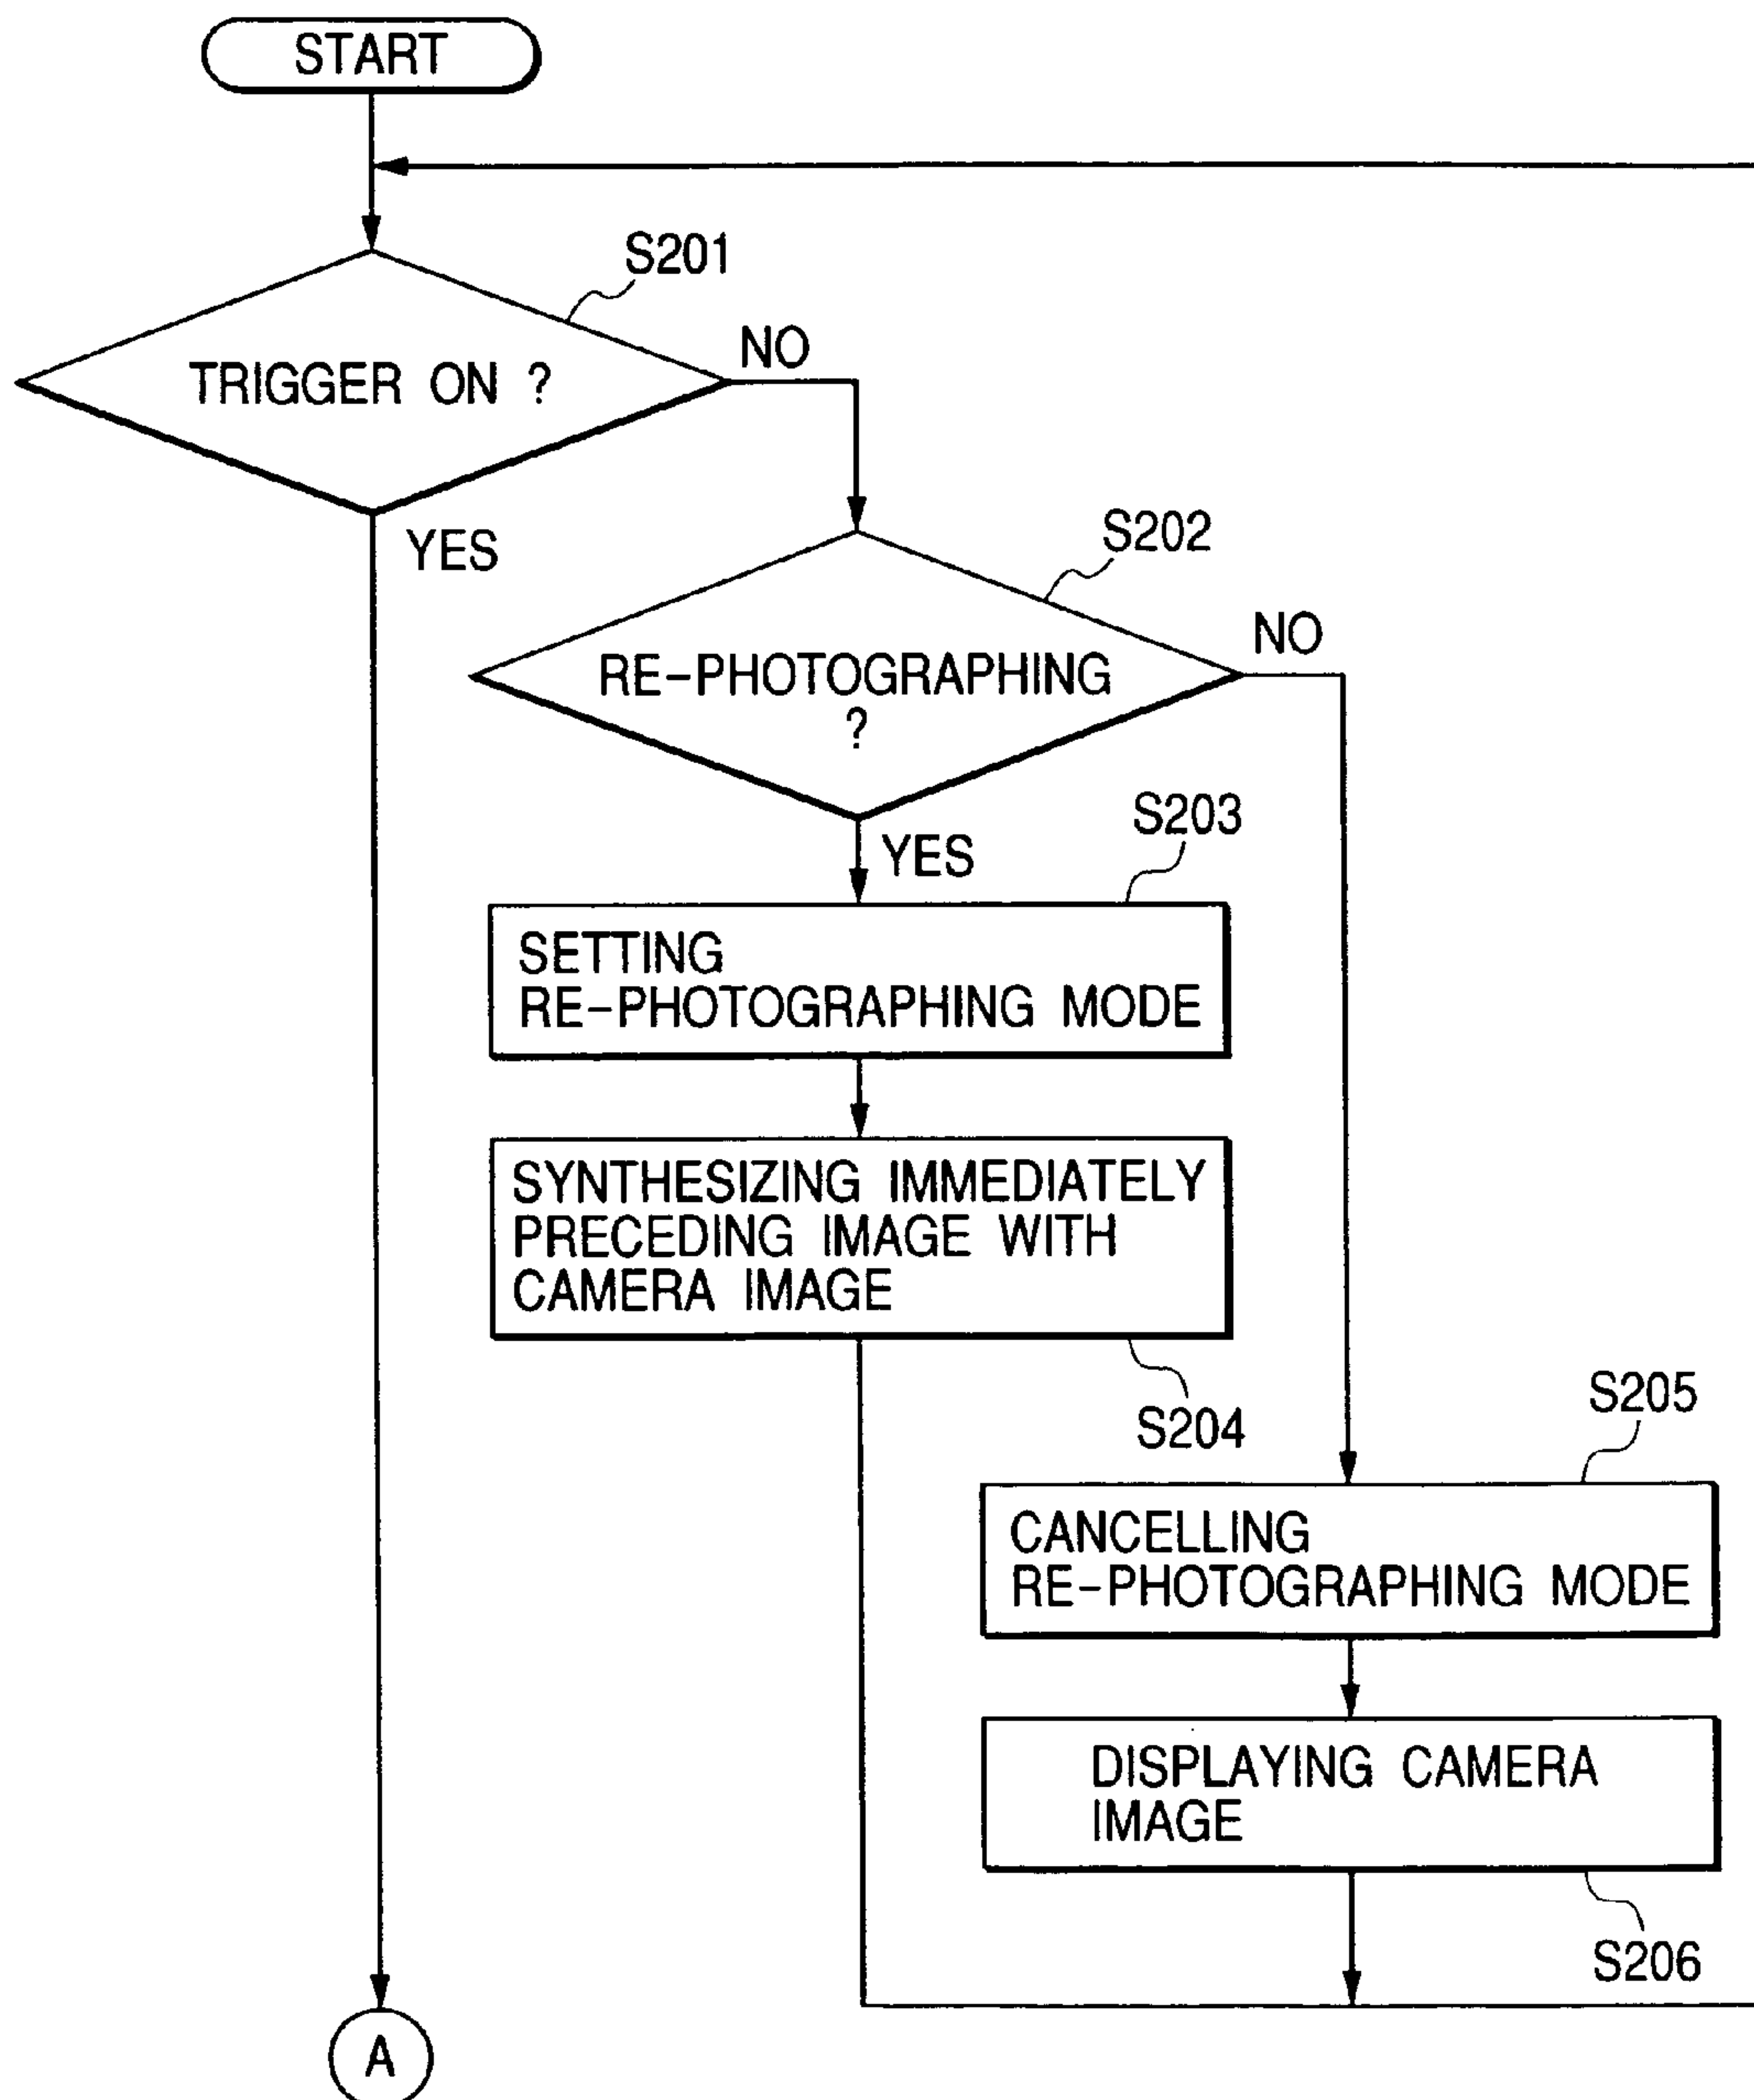 START
S201
TRIGGER ON ?
NO
YES
S202
RE-PHOTOGRAPHING
?
NO
YES
S203
SETTING
RE-PHOTOGRAPHING MODE
SYNTHESIZING IMMEDIATELY
PRECEDING IMAGE WITH
CAMERA IMAGE
S204
S205
CANCELLING
RE-PHOTOGRAPHING MODE
DISPLAYING CAMERA
IMAGE
S206
A